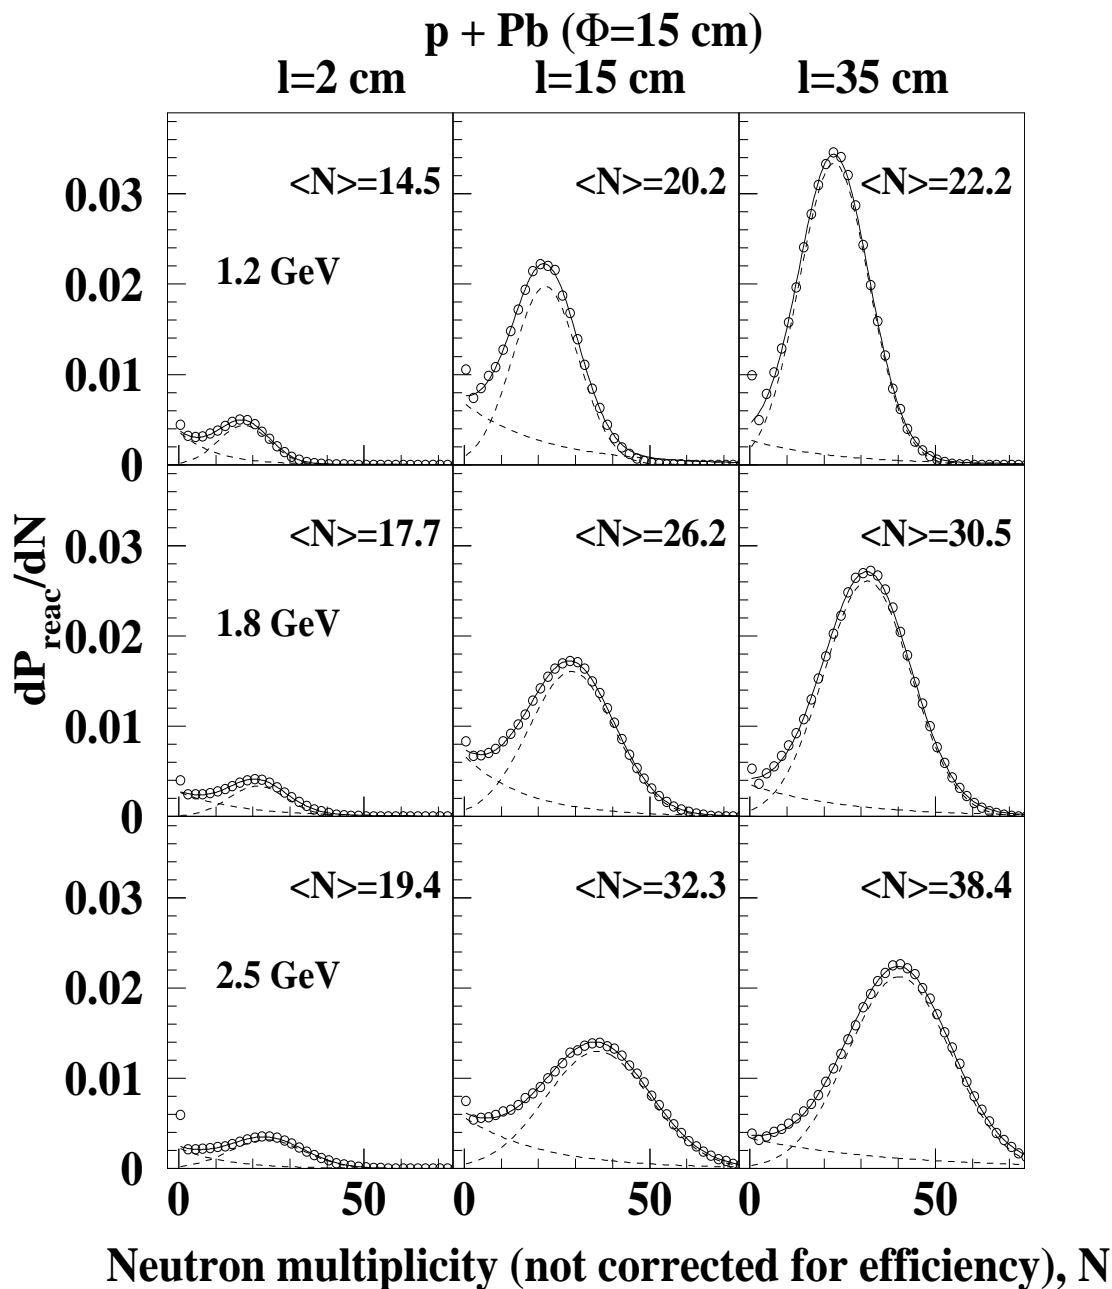 p + Pb (Φ=15 cm)
l=2 cm l=15 cm l=35 cm
<N>=14.5 <N>=20.2 <N>=22.2
0.03
1.2 GeV
0.02
0.01
0
<N>=17.7 <N>=26.2 <N>=30.5
0.03
1.8 GeV
0.02
0.01
0
<N>=19.4 <N>=32.3 <N>=38.4
0.03
2.5 GeV
0.02
0.01
0
dP_reac/dN
0 50 0 50 0 50
Neutron multiplicity (not corrected for efficiency), N